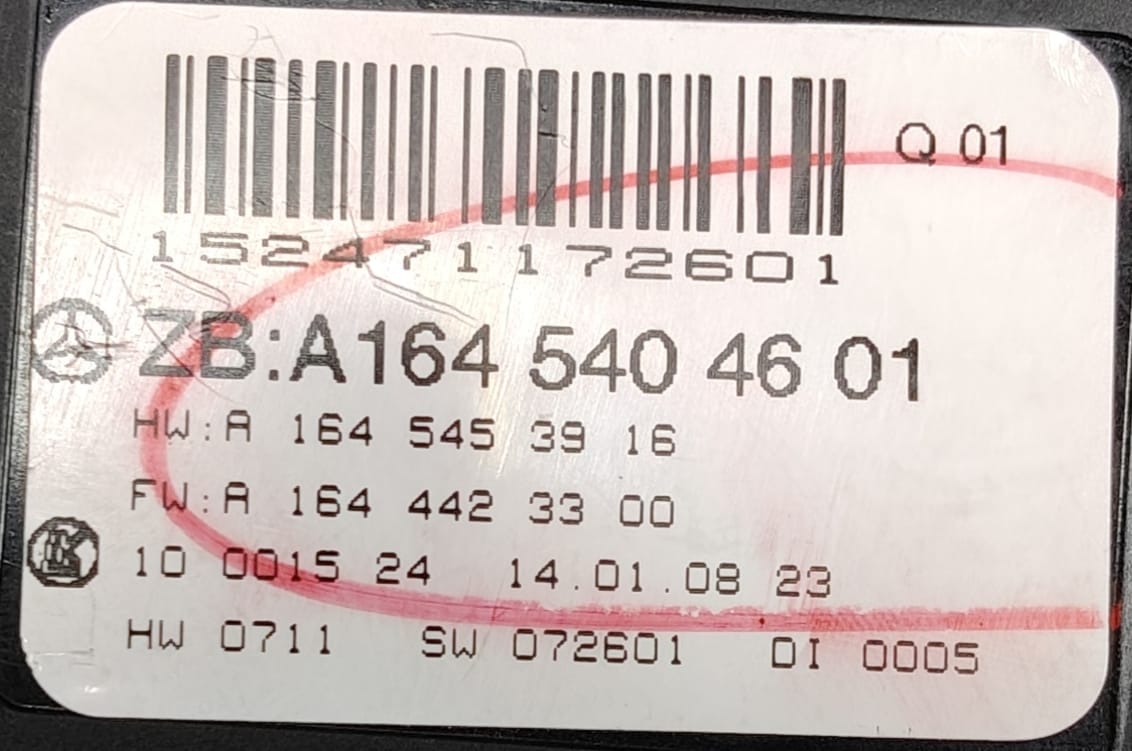 Q 01
152471172601
ZB:A164 540 46 01
HW:A 164 545 39 16
FW:A 164 442 33 00
10 0015 24 14.01.08 23
HW 0711 SW 072601 DI 0005